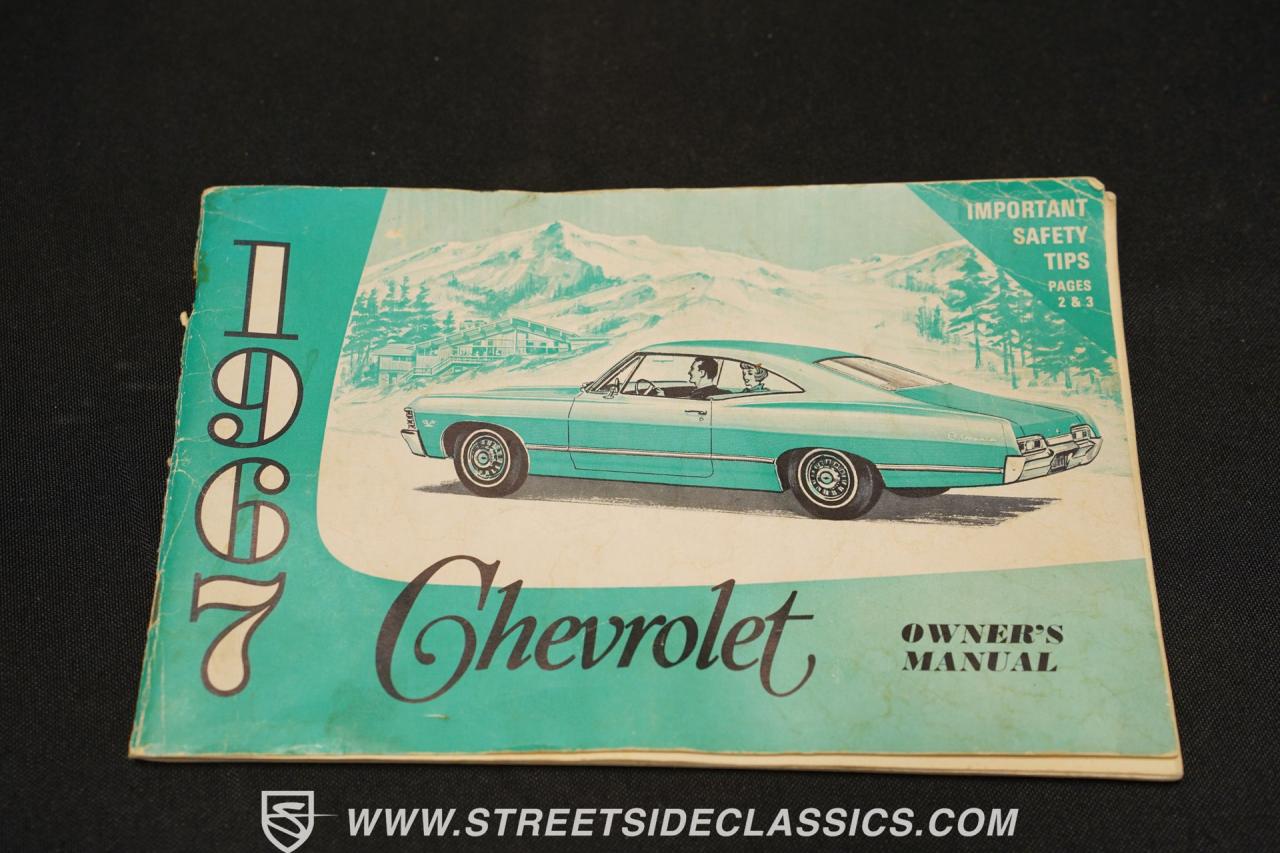 1967
IMPORTANT
SAFETY
TIPS
PAGES
2 & 3
Chevrolet
OWNER'S
MANUAL
WWW.STREETSIDECLASSICS.COM